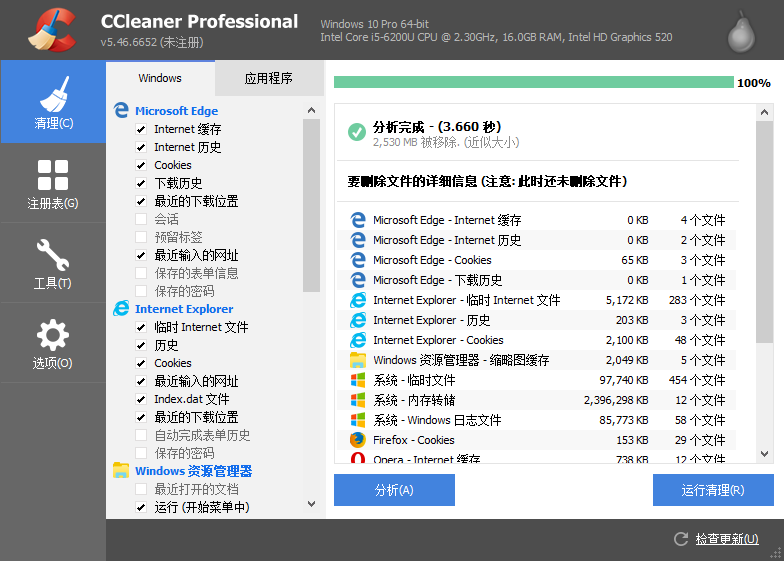 CCleaner Professional
v5.46.6652 (未注册)
Windows 10 Pro 64-bit
Intel Core i5-6200U CPU @ 2.30GHz, 16.0GB RAM, Intel HD Graphics 520
清理(C)
注册表(G)
工具(T)
选项(O)
Windows
应用程序
Microsoft Edge
Internet 缓存
Internet 历史
Cookies
下载历史
最近的下载位置
会话
预留标签
最近输入的网址
保存的表单信息
保存的密码
Internet Explorer
临时 Internet 文件
历史
Cookies
最近输入的网址
Index.dat 文件
最近的下载位置
自动完成表单历史
保存的密码
Windows 资源管理器
最近打开的文档
运行 (开始菜单中)
100%
分析完成 - (3.660 秒)
2,530 MB 被移除. (近似大小)
要删除文件的详细信息 (注意: 此时还未删除文件)
Microsoft Edge - Internet 缓存 0 KB 4 个文件
Microsoft Edge - Internet 历史 0 KB 2 个文件
Microsoft Edge - Cookies 65 KB 3 个文件
Microsoft Edge - 下载历史 0 KB 1 个文件
Internet Explorer - 临时 Internet 文件 5,172 KB 283 个文件
Internet Explorer - 历史 203 KB 3 个文件
Internet Explorer - Cookies 2,100 KB 48 个文件
Windows 资源管理器 - 缩略图缓存 2,049 KB 5 个文件
系统 - 临时文件 97,740 KB 454 个文件
系统 - 内存转储 2,396,298 KB 12 个文件
系统 - Windows 日志文件 85,773 KB 58 个文件
Firefox - Cookies 153 KB 29 个文件
Opera - Internet 缓存 738 KB 12 个文件
分析(A)
运行清理(R)
检查更新(U)